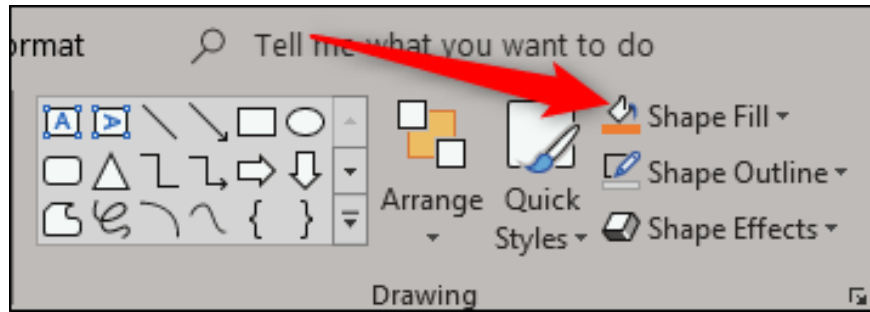 ormat Tell me what you want to do
A A
Shape Fill
Shape Outline
Arrange Quick
Styles
Shape Effects
Drawing